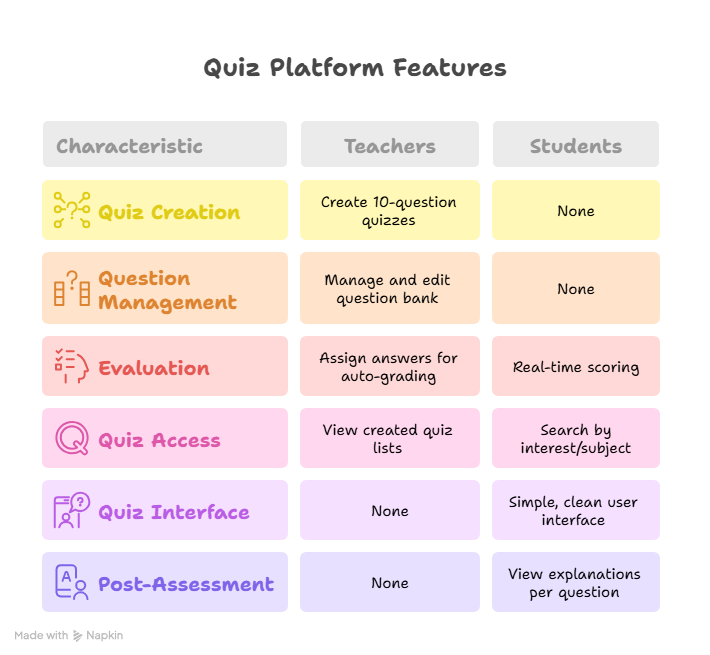 Quiz Platform Features
Characteristic
Teachers
Students
Quiz Creation
Create 10-question
quizzes
None
Question
Management
Manage and edit
question bank
None
Evaluation
Assign answers for
auto-grading
Real-time scoring
Quiz Access
View created quiz
lists
Search by
interest/subject
Quiz Interface
None
Simple, clean user
interface
A
Post-Assessment
None
View explanations
per question
Made with Napkin